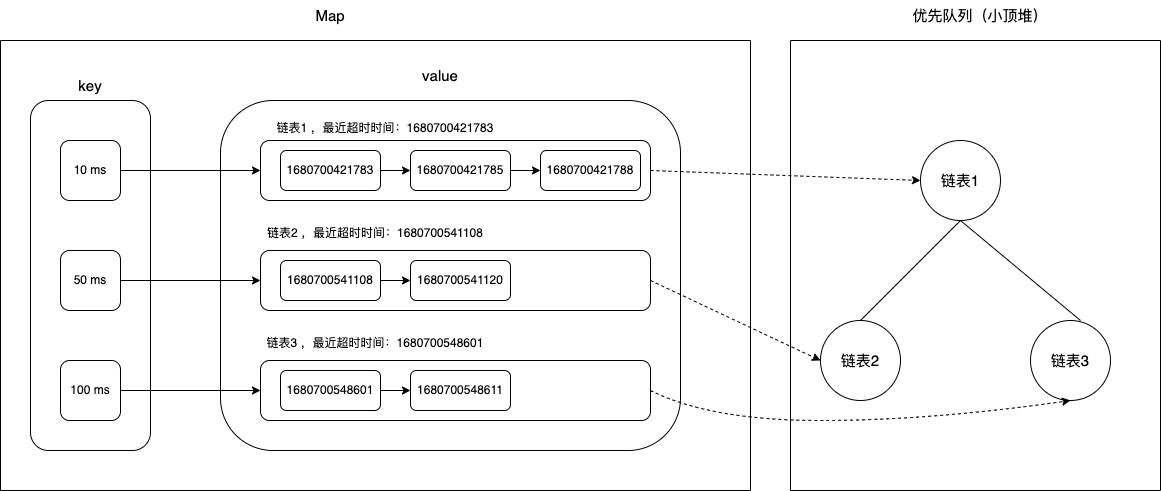 Map
优先队列（小顶堆）
key
value
链表1 ，最近超时时间：1680700421783
10 ms
1680700421783
1680700421785
1680700421788
链表1
链表2 ，最近超时时间：1680700541108
50 ms
1680700541108
1680700541120
链表3 ，最近超时时间：1680700548601
链表2
链表3
100 ms
1680700548601
1680700548611